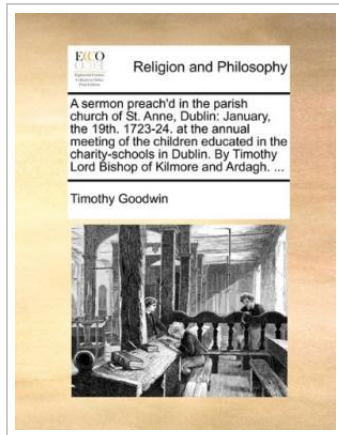 ECCO
Religion and Philosophy
A sermon preach'd in the parish
church of St. Anne, Dublin: January,
the 19th. 1723-24. at the annual
meeting of the children educated in the
charity-schools in Dublin. By Timothy
Lord Bishop of Kilmore and Ardagh. ...
Timothy Goodwin